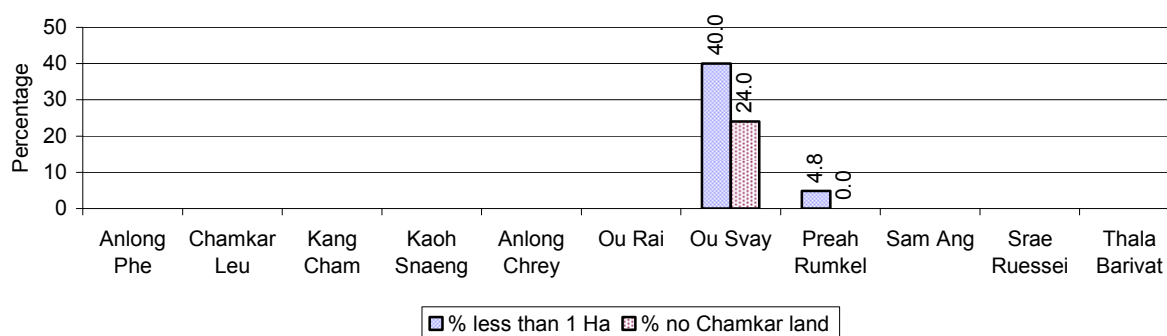 50
40
30
20
10
0
Percentage
40.0
24.0
4.8
0.0
Anlong Phe
Chamkar Leu
Kang Cham
Kaoh Snaeng
Anlong Chrey
Ou Rai
Ou Svay
Preah Rumkel
Sam Ang
Srae Ruessei
Thala Barivat
% less than 1 Ha
% no Chamkar land